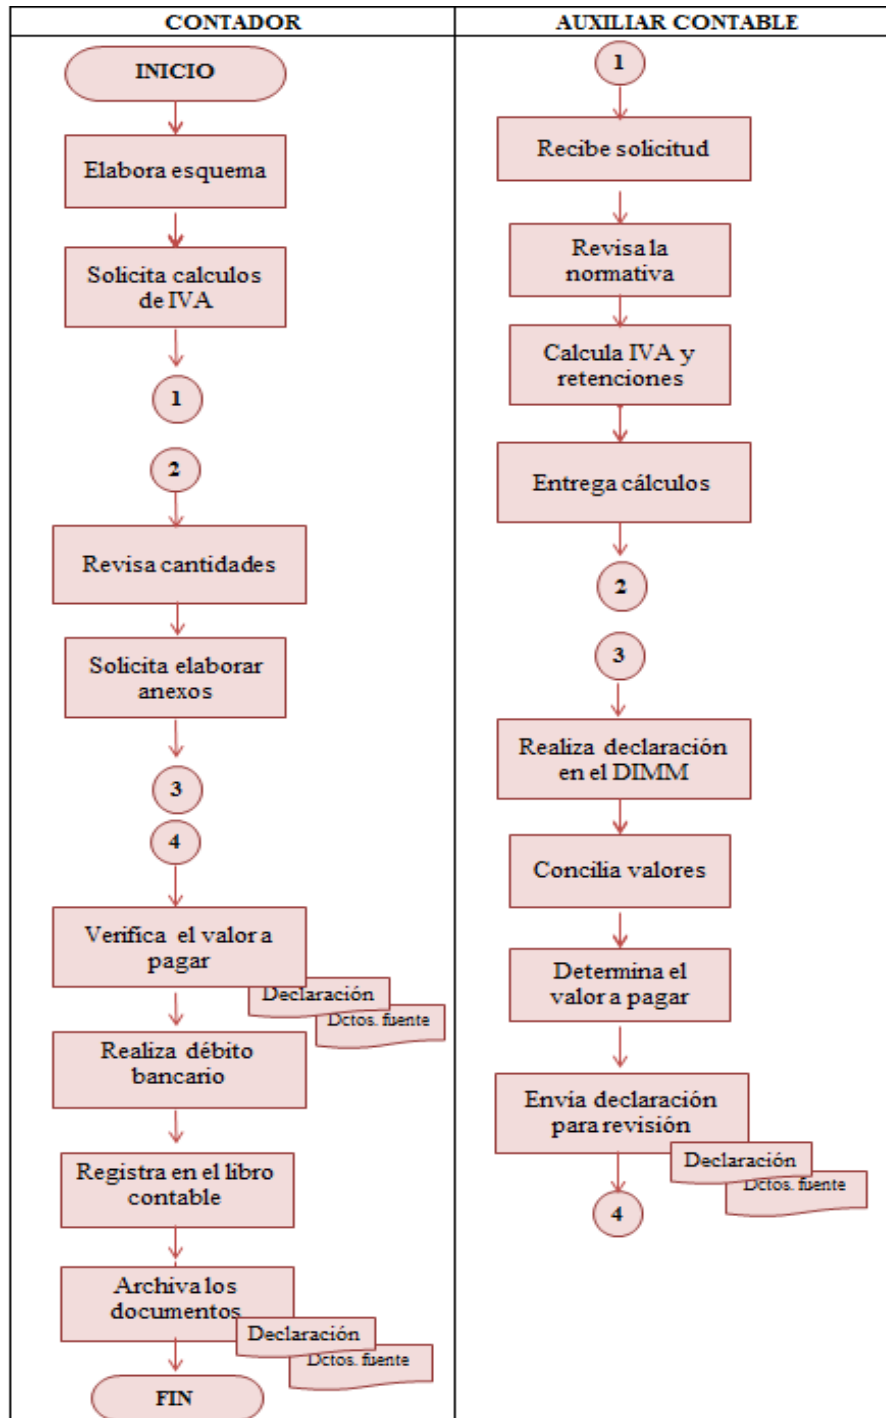 CONTADOR
INICIO
Elabora esquema
Solicita calculos
de IVA
1
2
Revisa cantidades
Solicita elaborar
anexos
3
4
Verifica el valor a
pagar
Declaración
Dctos. fuente
Realiza débito
bancario
Registra en el libro
contable
Archiva los
documentos
Declaración
Dctos. fuente
FIN
AUXILIAR CONTABLE
1
Recibe solicitud
Revisa la
normativa
Calcula IVA y
retenciones
Entrega cálculos
2
3
Realiza declaración
en el DIMM
Concilia valores
Determina el
valor a pagar
Envia declaración
para revisión
Declaración
Dctos. fuente
4